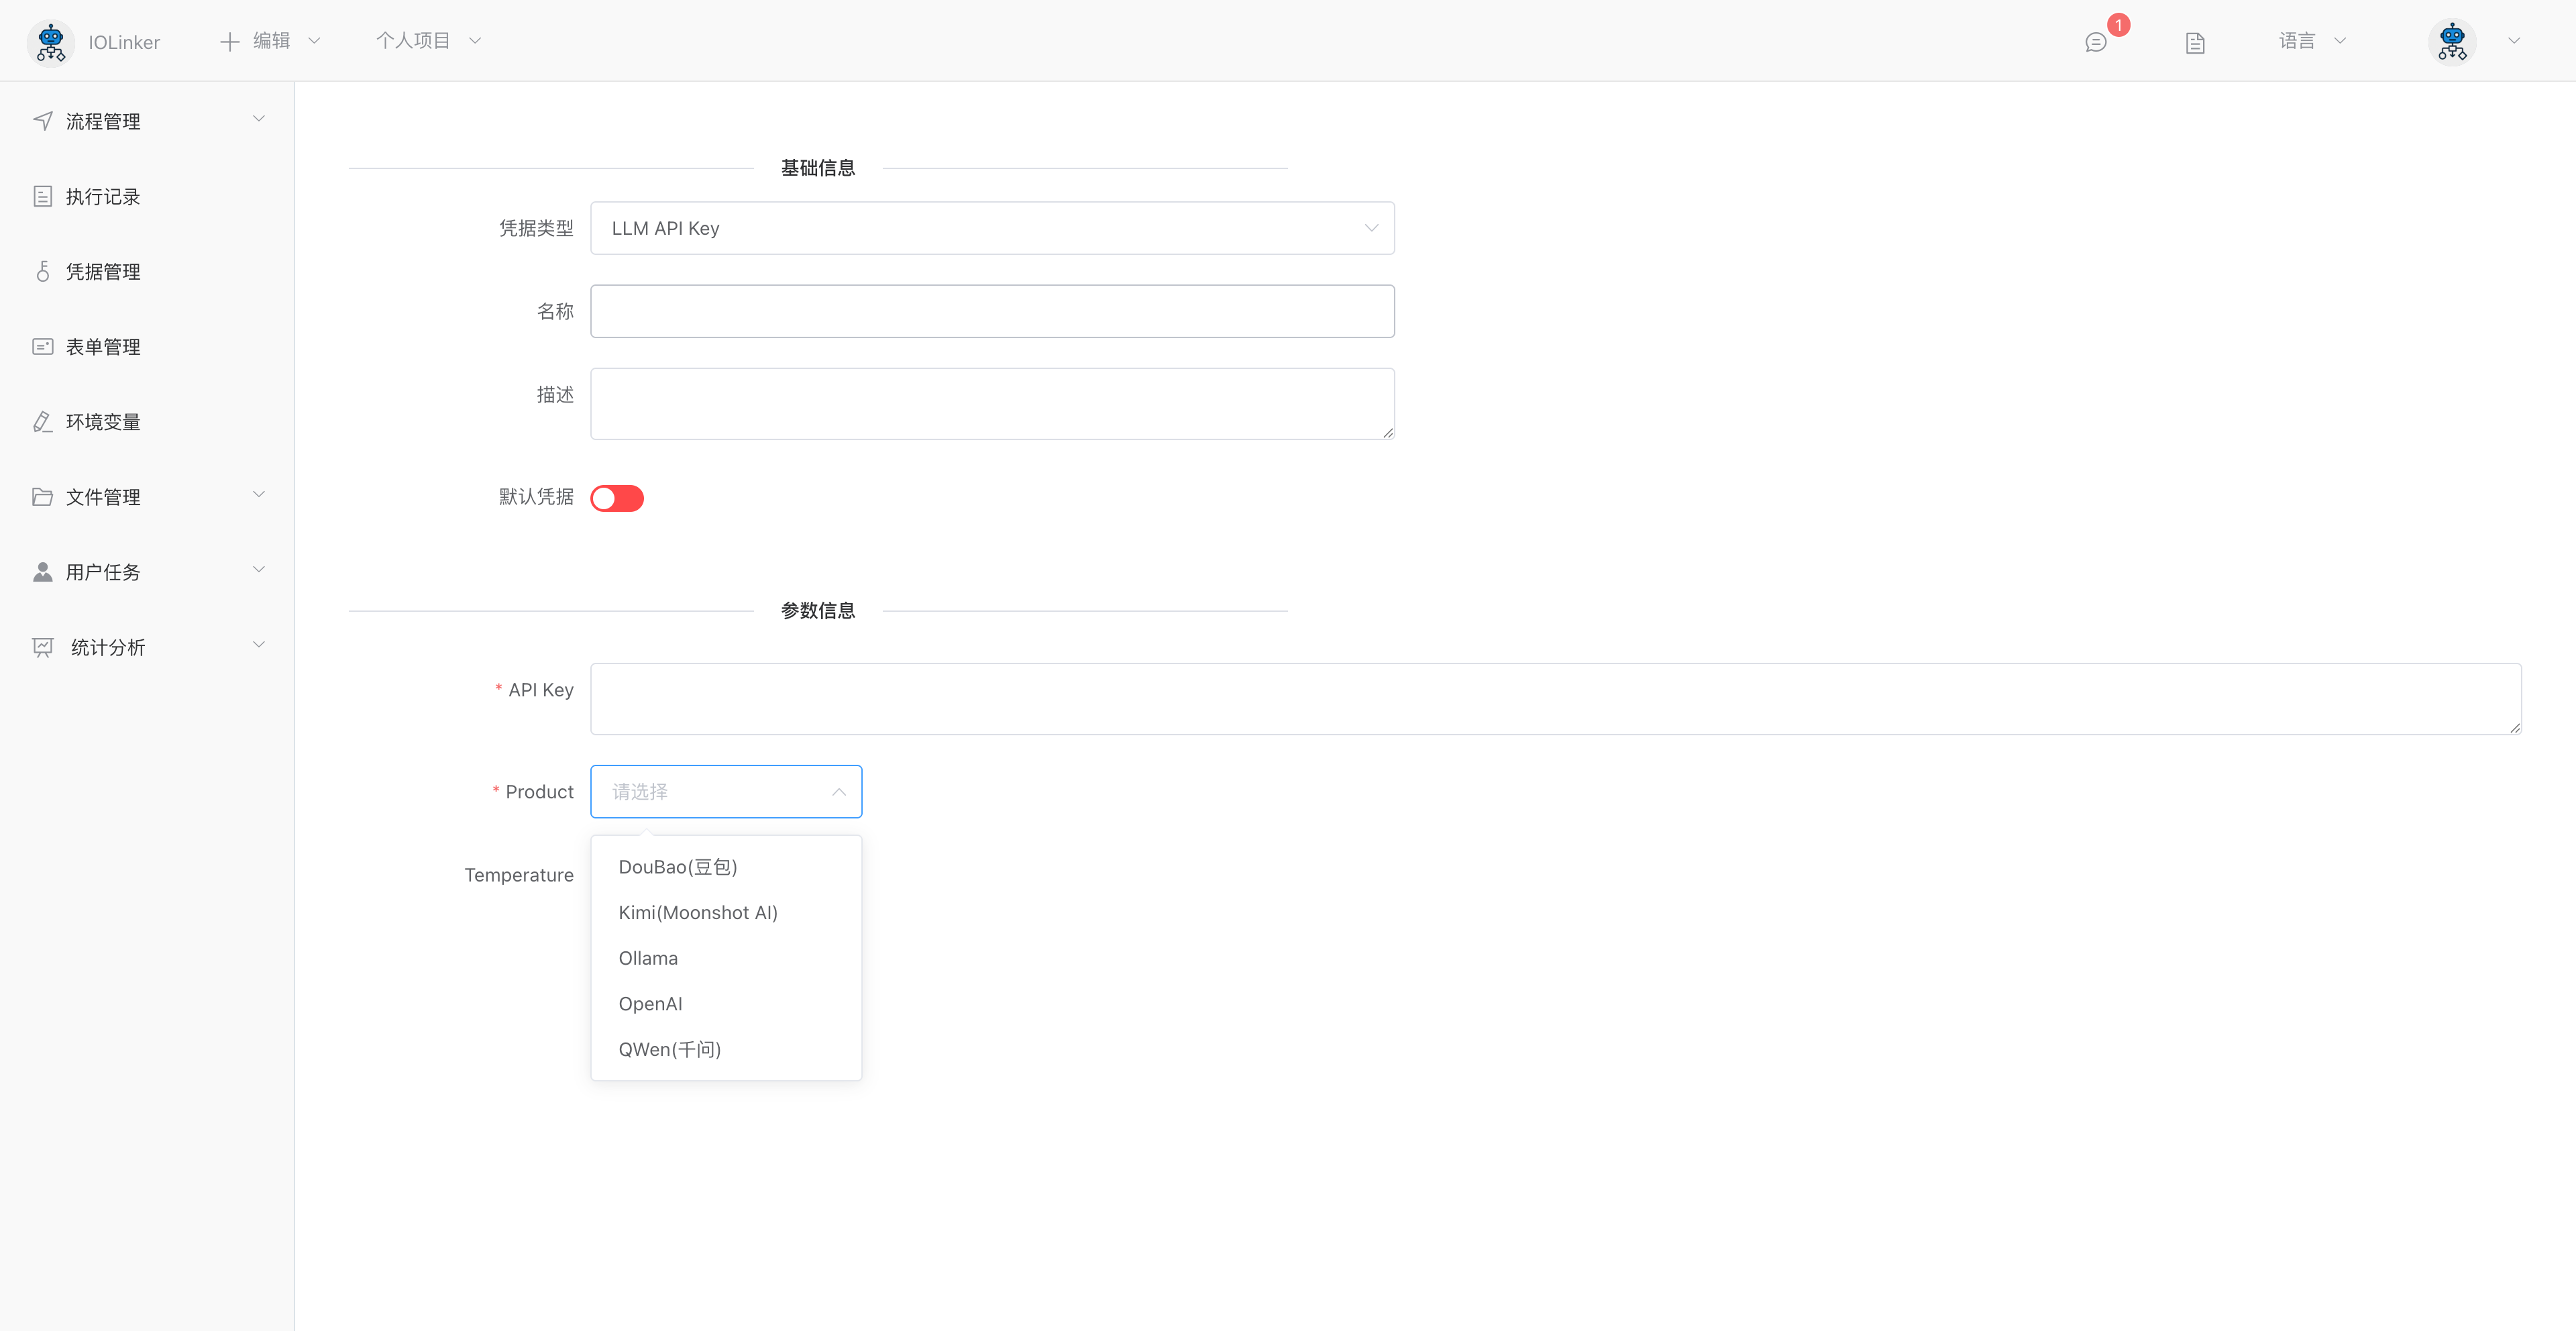 IOLinker
编辑
个人项目
1
语言
流程管理
执行记录
凭据管理
表单管理
环境变量
文件管理
用户任务
统计分析
基础信息
凭据类型 LLM API Key
名称
描述
默认凭据
参数信息
* API Key
* Product 请选择
Temperature
DouBao(豆包)
Kimi(Moonshot AI)
Ollama
OpenAI
QWen(千问)